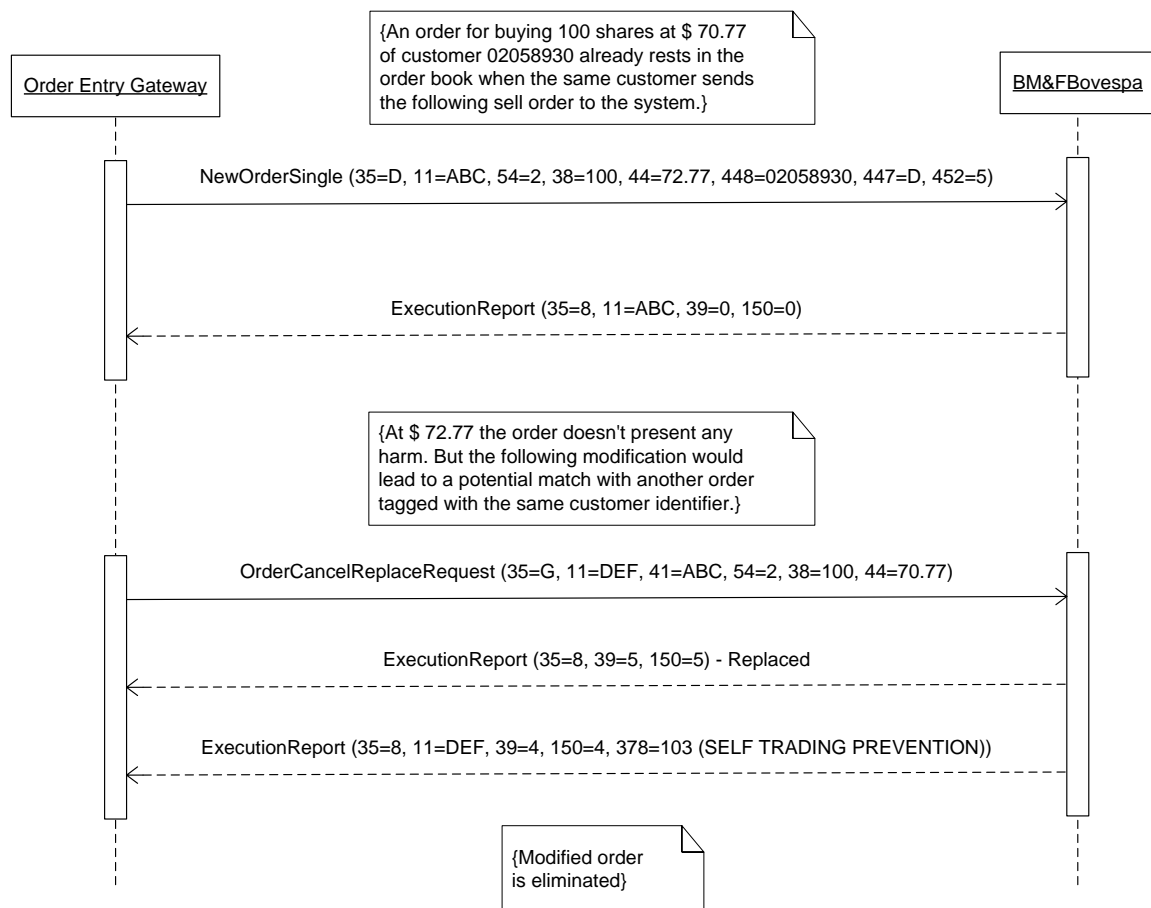 {An order for buying 100 shares at $ 70.77
of customer 02058930 already rests in the
order book when the same customer sends
the following sell order to the system.}
Order Entry Gateway
BM&FBovespa
NewOrderSingle (35=D, 11=ABC, 54=2, 38=100, 44=72.77, 448=02058930, 447=D, 452=5)
ExecutionReport (35=8, 11=ABC, 39=0, 150=0)
{At $ 72.77 the order doesn't present any
harm. But the following modification would
lead to a potential match with another order
tagged with the same customer identifier.}
OrderCancelReplaceRequest (35=G, 11=DEF, 41=ABC, 54=2, 38=100, 44=70.77)
ExecutionReport (35=8, 39=5, 150=5) - Replaced
ExecutionReport (35=8, 11=DEF, 39=4, 150=4, 378=103 (SELF TRADING PREVENTION))
{Modified order
is eliminated}